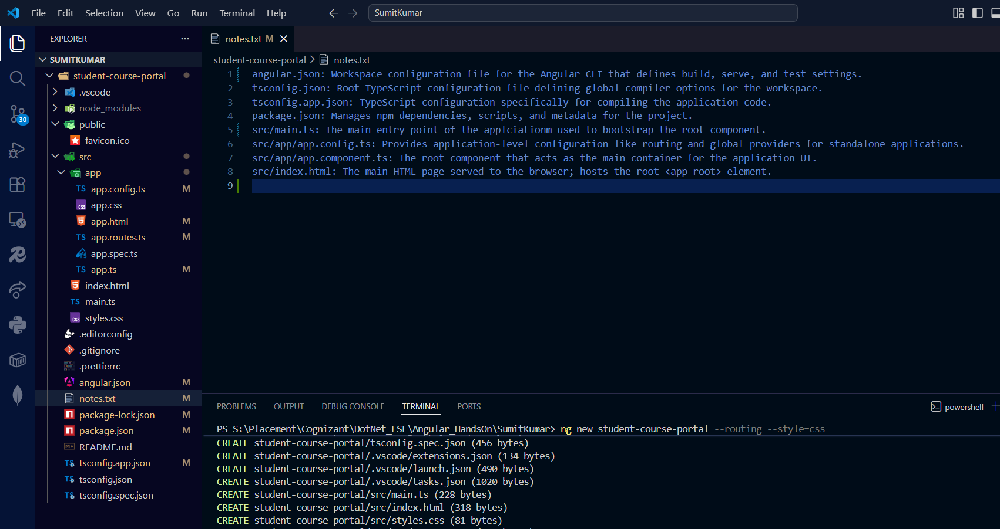 File Edit Selection View Go Run Terminal Help
SumitKumar
EXPLORER
SUMITKUMAR
student-course-portal
.vscode
node_modules
public
favicon.ico
src
app
TS app.config.ts M
css app.css
app.html M
TS app.routes.ts M
app.spec.ts
TS app.ts M
index.html
TS main.ts
css styles.css
.editorconfig
.gitignore
.prettierrc
angular.json M
notes.txt M
package-lock.json M
package.json M
README.md
TS tsconfig.app.json M
TS tsconfig.json
TS tsconfig.spec.json
30
notes.txt M
student-course-portal > notes.txt
1 angular.json: Workspace configuration file for the Angular CLI that defines build, serve, and test settings.
2 tsconfig.json: Root TypeScript configuration file defining global compiler options for the workspace.
3 tsconfig.app.json: TypeScript configuration specifically for compiling the application code.
4 package.json: Manages npm dependencies, scripts, and metadata for the project.
5 src/main.ts: The main entry point of the applciationm used to bootstrap the root component.
6 src/app/app.config.ts: Provides application-level configuration like routing and global providers for standalone applications.
7 src/app/app.component.ts: The root component that acts as the main container for the application UI.
8 src/index.html: The main HTML page served to the browser; hosts the root <app-root> element.
9
PROBLEMS OUTPUT DEBUG CONSOLE TERMINAL PORTS
powershell
PS S:\Placement\Cognizant\DotNet_FSE\Angular_HandsOn\SumitKumar> ng new student-course-portal --routing --style=css
CREATE student-course-portal/tsconfig.spec.json (456 bytes)
CREATE student-course-portal/.vscode/extensions.json (134 bytes)
CREATE student-course-portal/.vscode/launch.json (490 bytes)
CREATE student-course-portal/.vscode/tasks.json (1020 bytes)
CREATE student-course-portal/src/main.ts (228 bytes)
CREATE student-course-portal/src/index.html (318 bytes)
CREATE student-course-portal/src/styles.css (81 bytes)